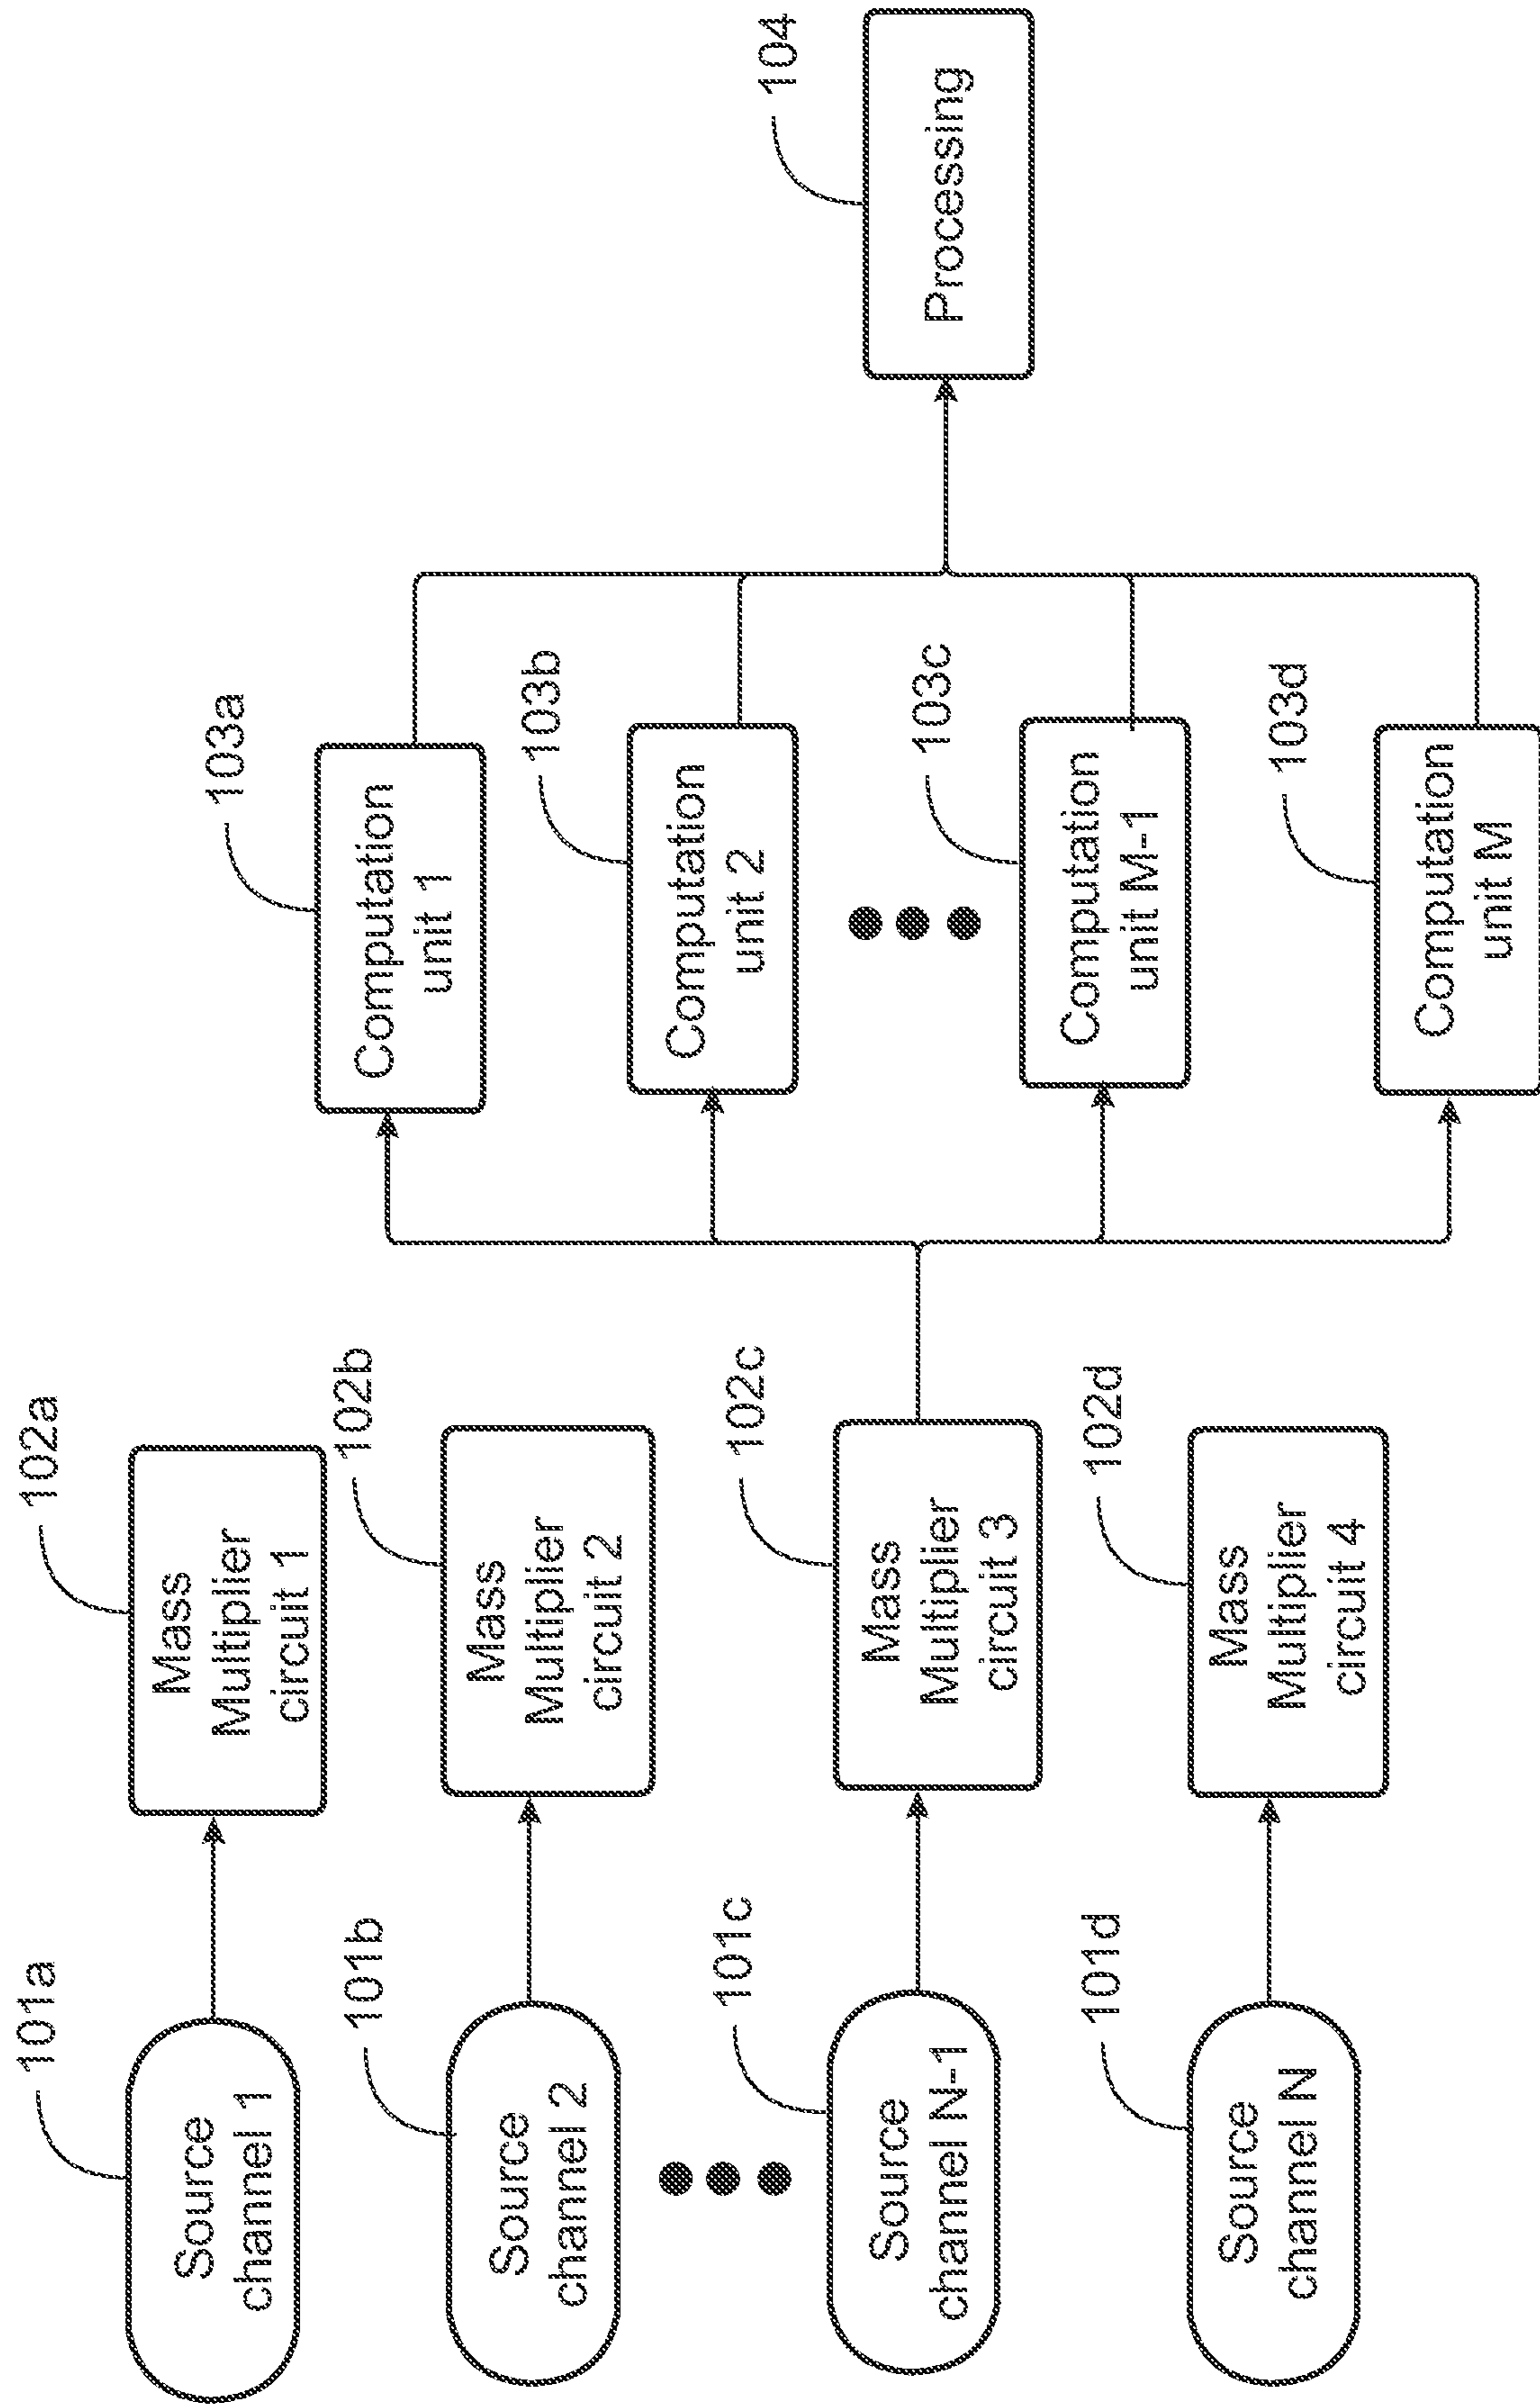 101a
Source
channel 1
102a
Mass
Multiplier
circuit 1
103a
Computation
unit 1
101b
Source
channel 2
102b
Mass
Multiplier
circuit 2
103b
Computation
unit 2
101c
Source
channel N-1
102c
Mass
Multiplier
circuit 3
103c
Computation
unit M-1
101d
Source
channel N
102d
Mass
Multiplier
circuit 4
103d
Computation
unit M
104
Processing